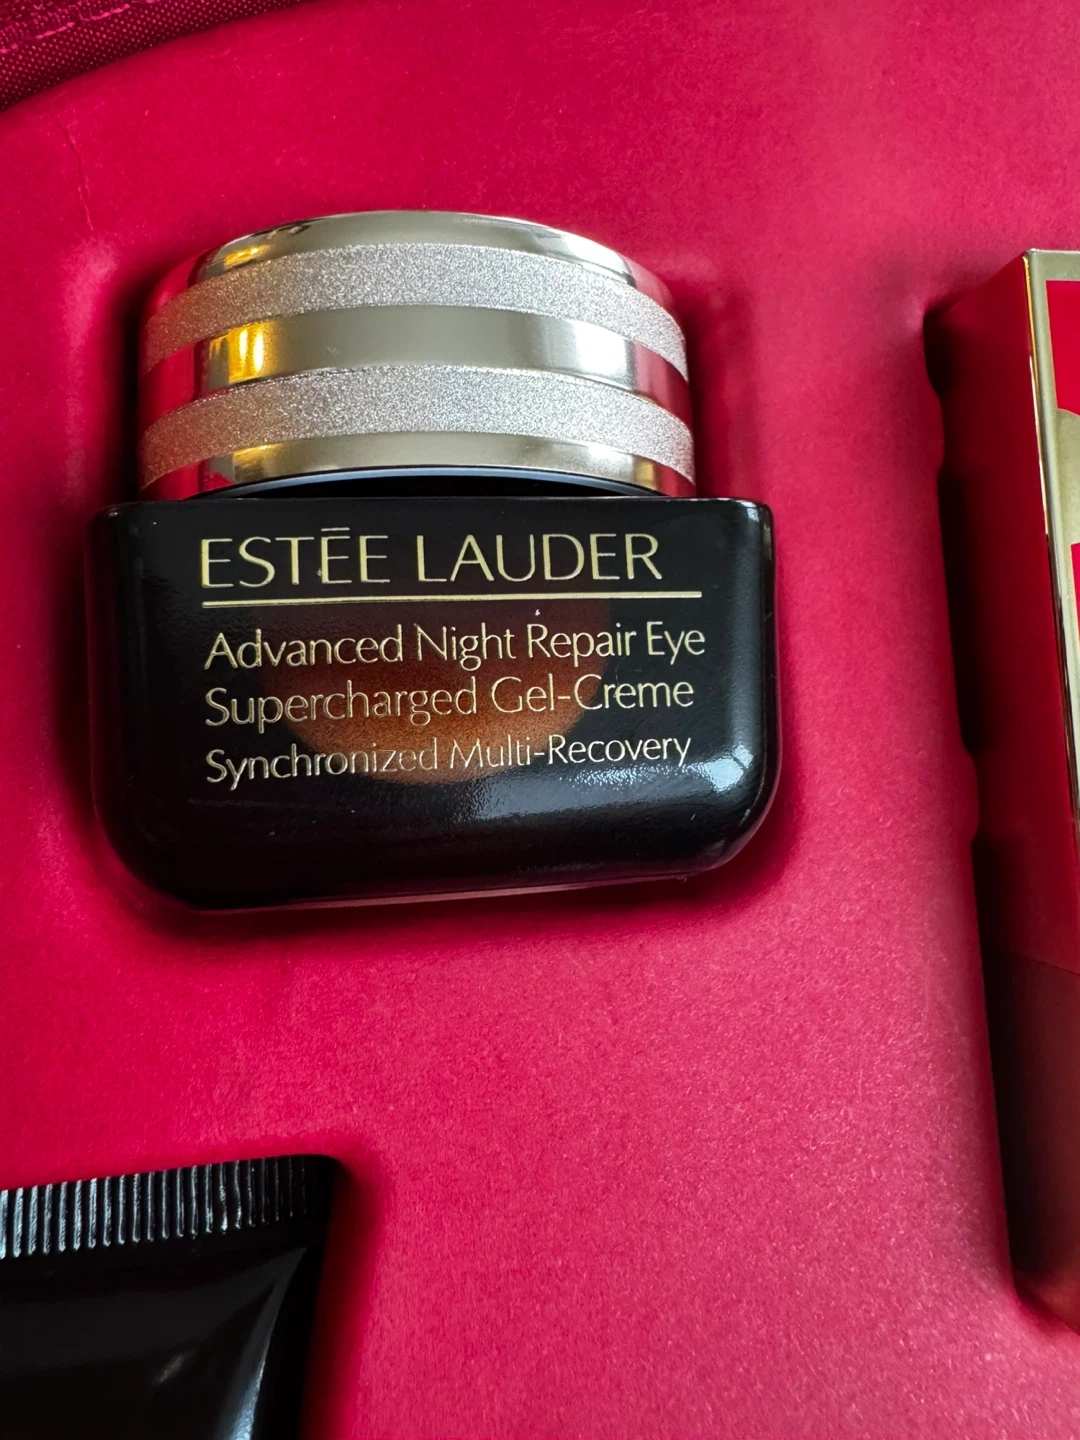 ESTĒE LAUDER
Advanced Night Repair Eye
Supercharged Gel-Creme
Synchronized Multi-Recovery